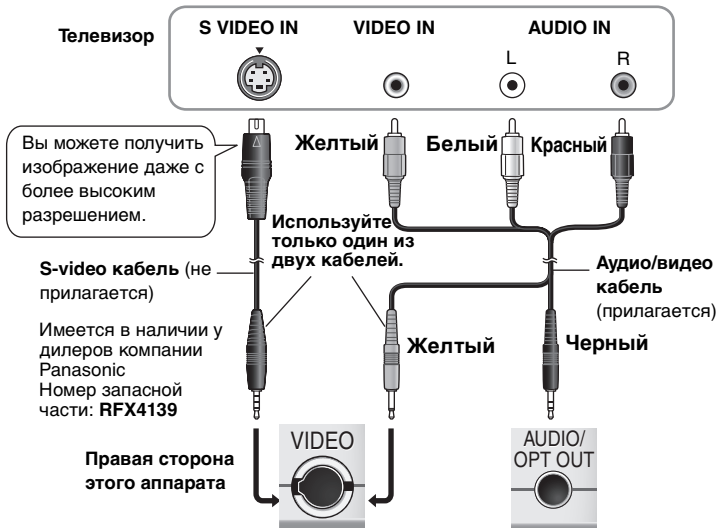 Телевизор
S VIDEO IN
VIDEO IN
AUDIO IN
L
R
Вы можете получить
изображение даже с
более высоким
разрешением.
Желтый
Белый
Красный
Используйте
только один из
двух кабелей.
S-video кабель (не
прилагается)
Аудио/видео
кабель
(прилагается)
Имеется в наличии у
дилеров компании
Panasonic
Номер запасной
части: RFX4139
Желтый
Черный
Правая сторона
этого аппарата
VIDEO
AUDIO/
OPT OUT